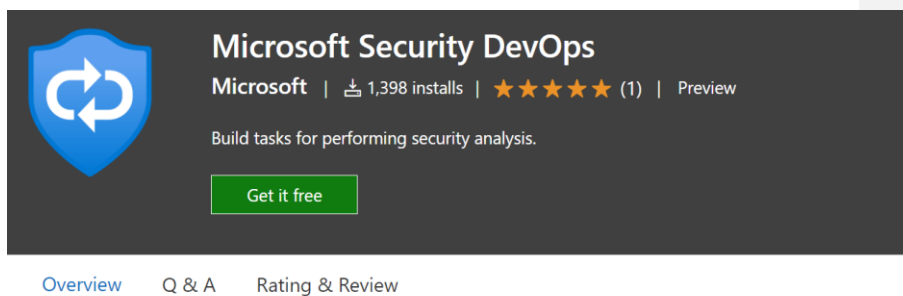 Microsoft Security DevOps
Microsoft | 1,398 installs | (1) | Preview
Build tasks for performing security analysis.
Get it free
Overview Q & A Rating & Review